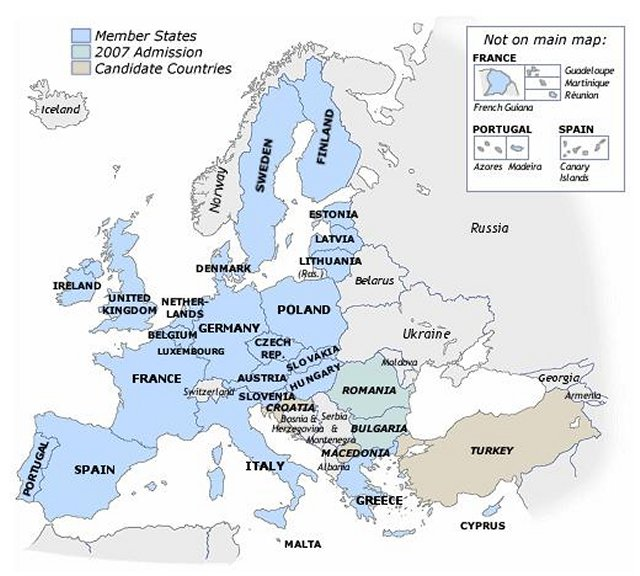 Member States
2007 Admission
Candidate Countries
Not on main map:
FRANCE
Guadeloupe
Martinique
Réunion
French Guiana
PORTUGAL
SPAIN
Azores
Madeira
Canary
Islands
Iceland
Norway
SWEDEN
FINLAND
Russia
ESTONIA
LATVIA
LITHUANIA
(Rus.)
DENMARK
Belarus
IRELAND
UNITED
KINGDOM
NETHER-
LANDS
BELGIUM
LUXEMBOURG
GERMANY
POLAND
CZECH
REP.
SLOVAKIA
Ukraine
Moldova
FRANCE
Switzerland
AUSTRIA
HUNGARY
SLOVENIA
CROATIA
Bosnia &
Herzegovina
Serbia
&
Montenegro
ROMANIA
BULGARIA
MACEDONIA
Albania
Georgia
Armenia
TURKEY
PORTUGAL
SPAIN
ITALY
GREECE
CYPRUS
MALTA